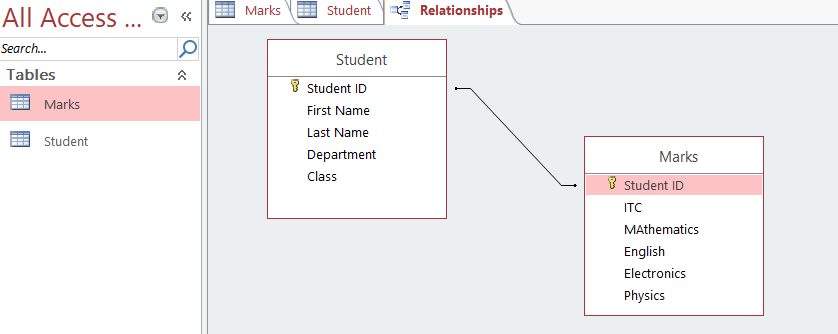 All Access ...
Search...
Tables
Marks
Student
Marks
Student
Relationships
Student
Student ID
First Name
Last Name
Department
Class
Marks
Student ID
ITC
MAthematics
English
Electronics
Physics